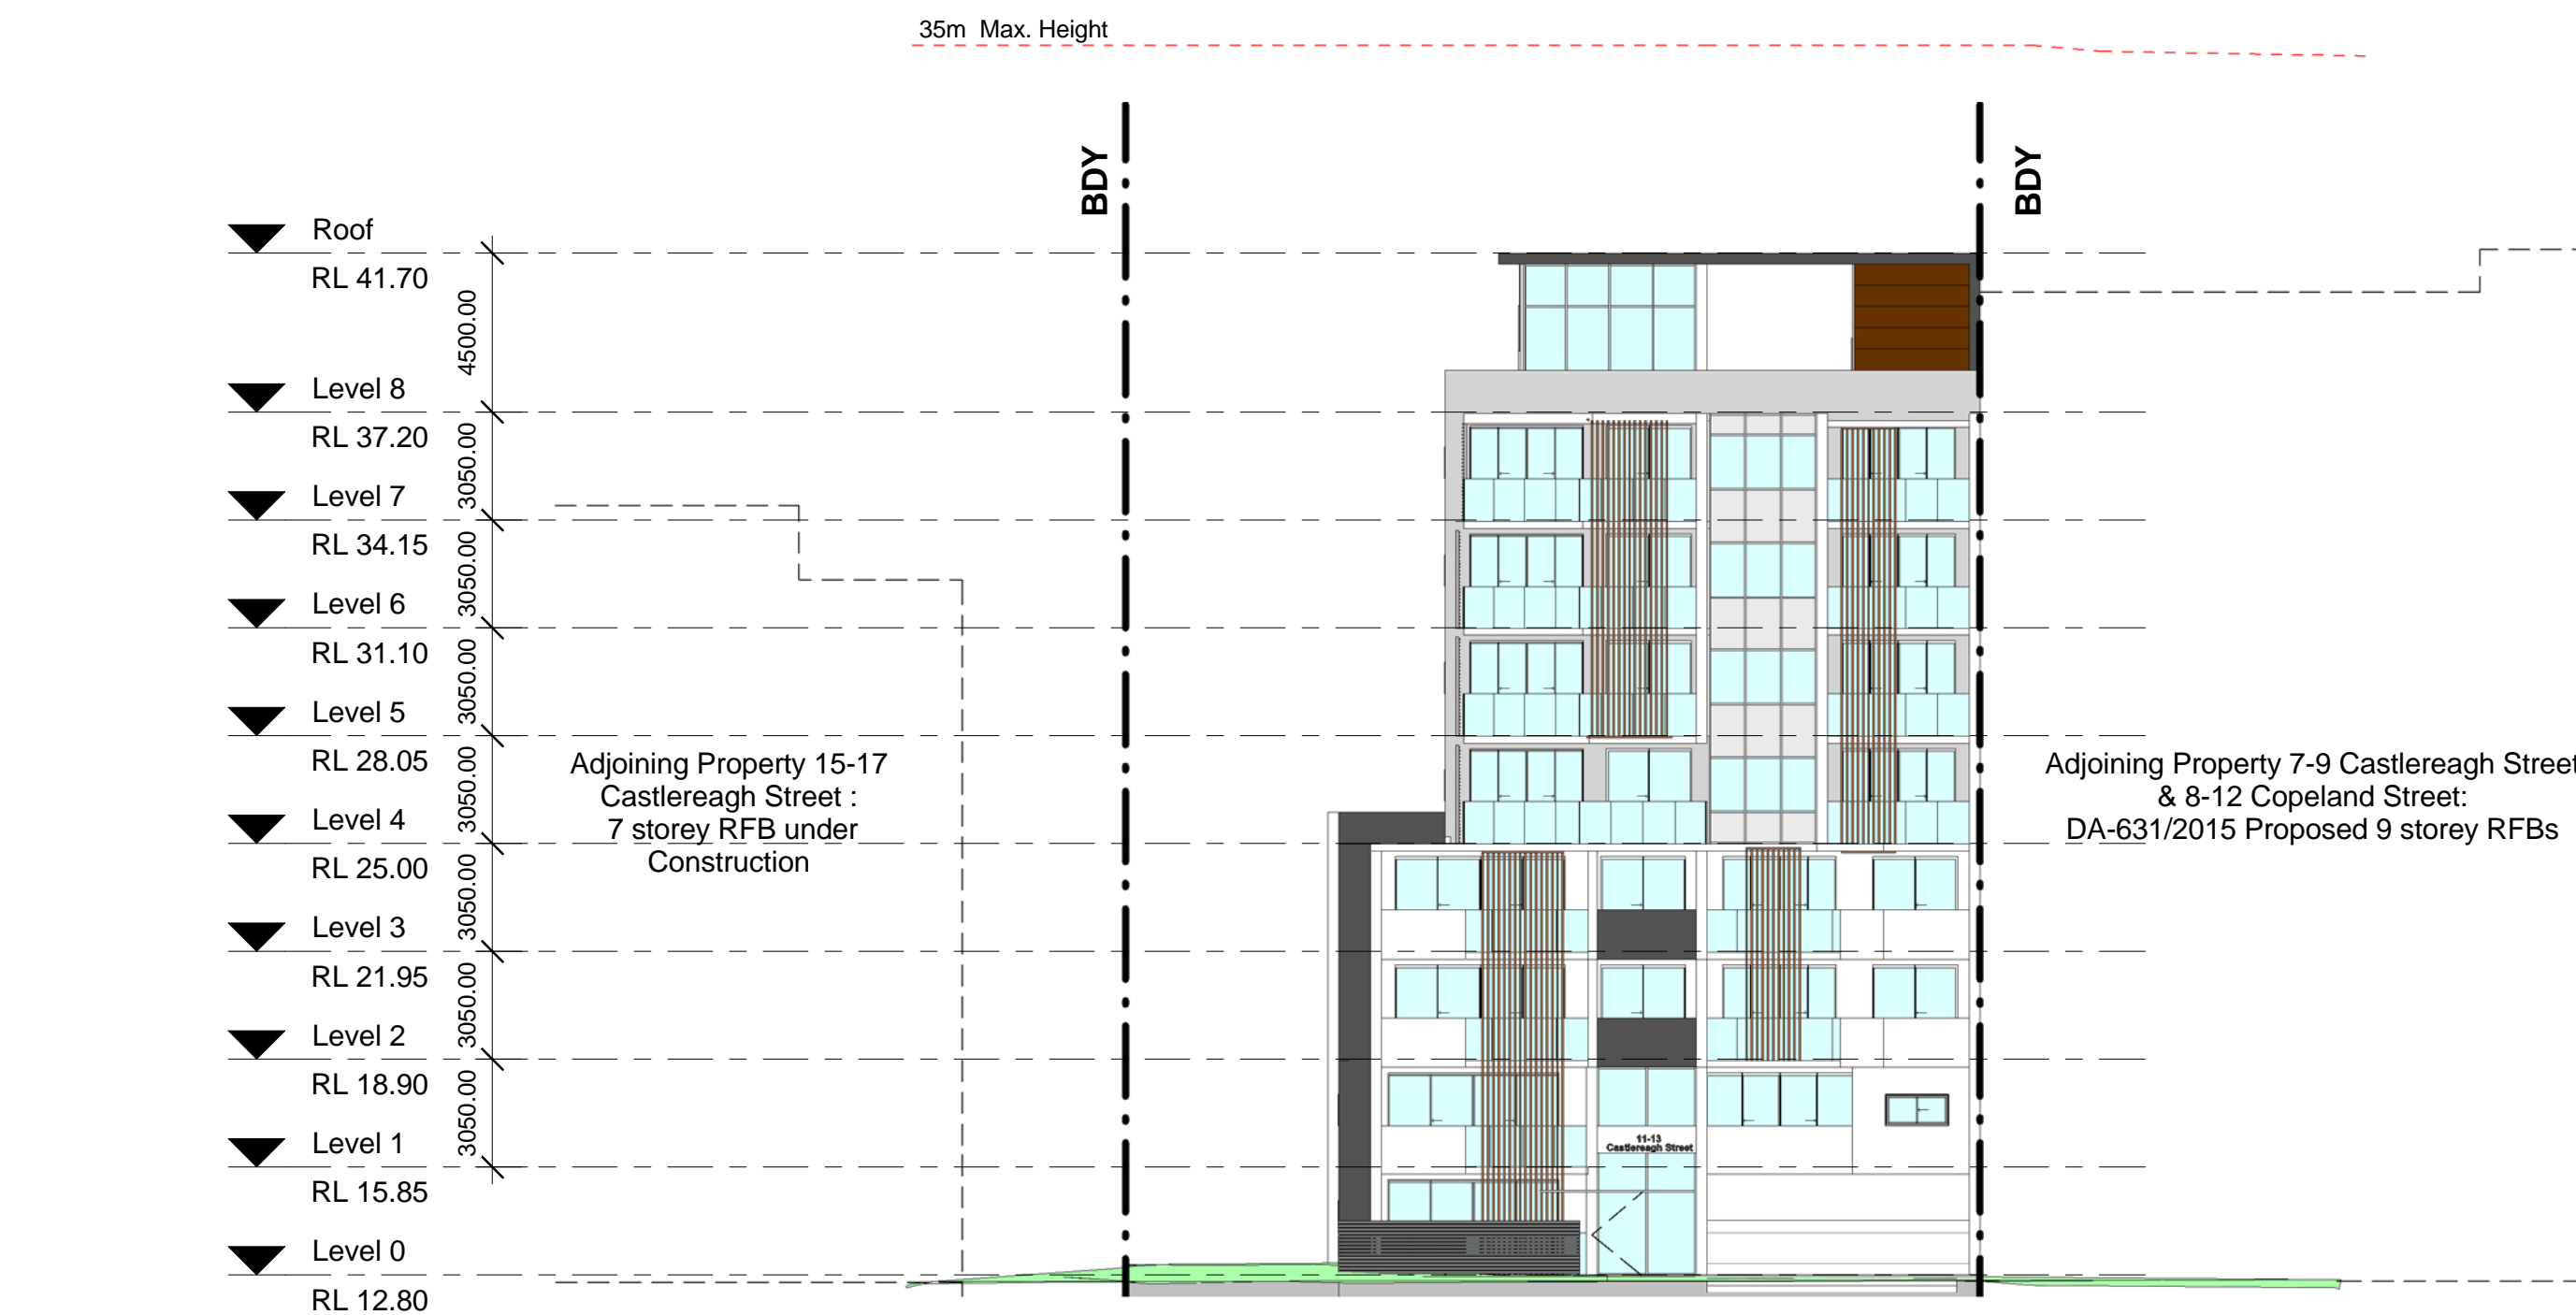 35m Max. Height
BDY
BDY
Roof
RL 41.70
4500.00
Level 8
RL 37.20
3050.00
Level 7
RL 34.15
3050.00
Level 6
RL 31.10
3050.00
Level 5
RL 28.05
3050.00
Level 4
RL 25.00
3050.00
Level 3
RL 21.95
3050.00
Level 2
RL 18.90
3050.00
Level 1
RL 15.85
Level 0
RL 12.80
Adjoining Property 15-17
Castlereagh Street :
7 storey RFB under
Construction
11-13
Castlereagh Street
Adjoining Property 7-9 Castlereagh Street
& 8-12 Copeland Street:
DA-631/2015 Proposed 9 storey RFBs